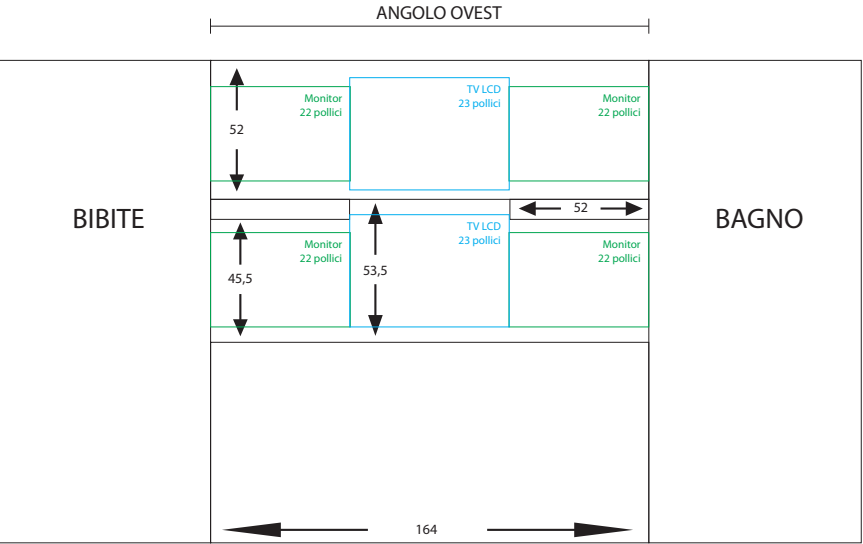 ANGOLO OVEST
Monitor
22 pollici
TV LCD
23 pollici
Monitor
22 pollici
52
BIBITE
52
BAGNO
TV LCD
23 pollici
Monitor
22 pollici
Monitor
22 pollici
45,5
53,5
164